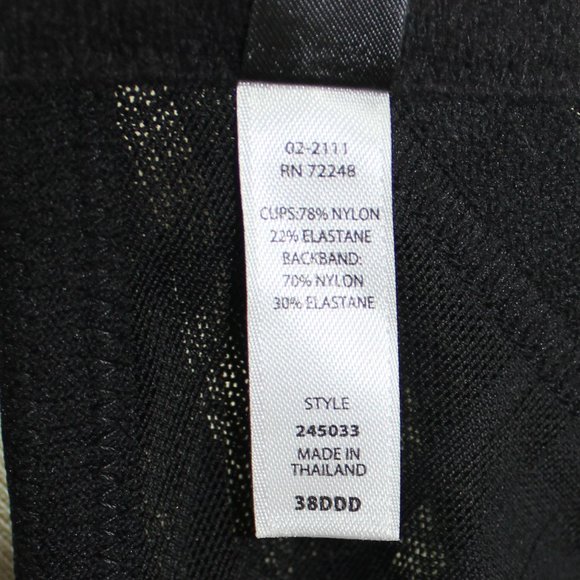 02-2111
RN 72248
CUPS:78% NYLON
22% ELASTANE
BACKBAND:
70% NYLON
30% ELASTANE
STYLE
245033
MADE IN
THAILAND
38DDD